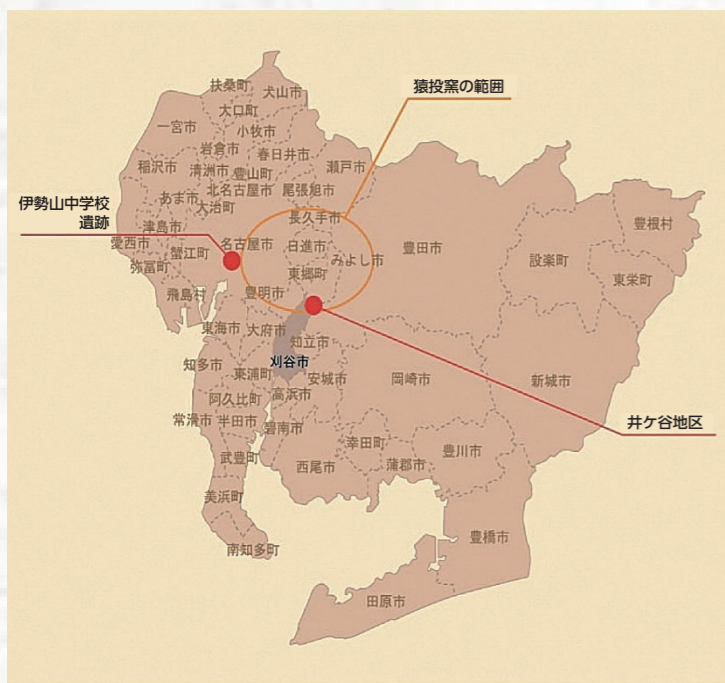 猿投窯の範囲
扶桑町
犬山市
大口町
一宮市
小牧市
岩倉市
春日井市
瀬戸市
稲沢市
清洲市
豊山町
北名古屋市
尾張旭市
あま市
大治町
伊勢山中学校
遺跡
長久手市
豊根村
津島市
愛西市
名古屋市
日進市
豊田市
蟹江町
みよし市
設楽町
弥冨町
東郷町
東栄町
飛島村
豊明市
東海市
大府市
知立市
刈谷市
知多市
東浦町
安城市
岡崎市
新城市
高浜市
阿久比町
常滑市
半田市
碧南市
井ケ谷地区
幸田町
豊川市
武豊町
西尾市
蒲郡市
美浜町
豊橋市
南知多町
田原市